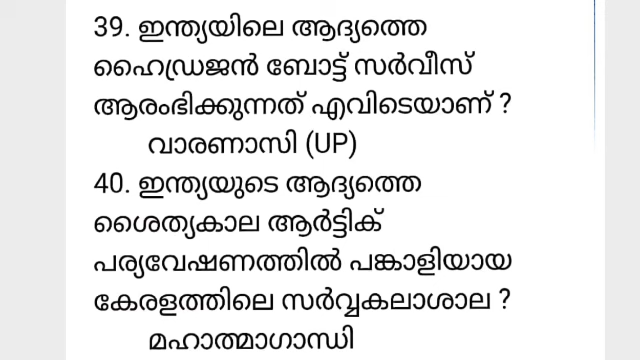 39. ഇന്ത്യയിലെ ആദ്യത്തെ
ഹൈഡ്രജൻ ബോട്ട് സർവീസ്
ആരംഭിക്കുന്നത് എവിടെയാണ് ?
വാരണാസി (UP)
40. ഇന്ത്യയുടെ ആദ്യത്തെ
ശൈത്യകാല ആർട്ടിക്
പര്യവേഷണത്തിൽ പങ്കാളിയായ
കേരളത്തിലെ സർവ്വകലാശാല ?
മഹാത്മാഗാന്ധി